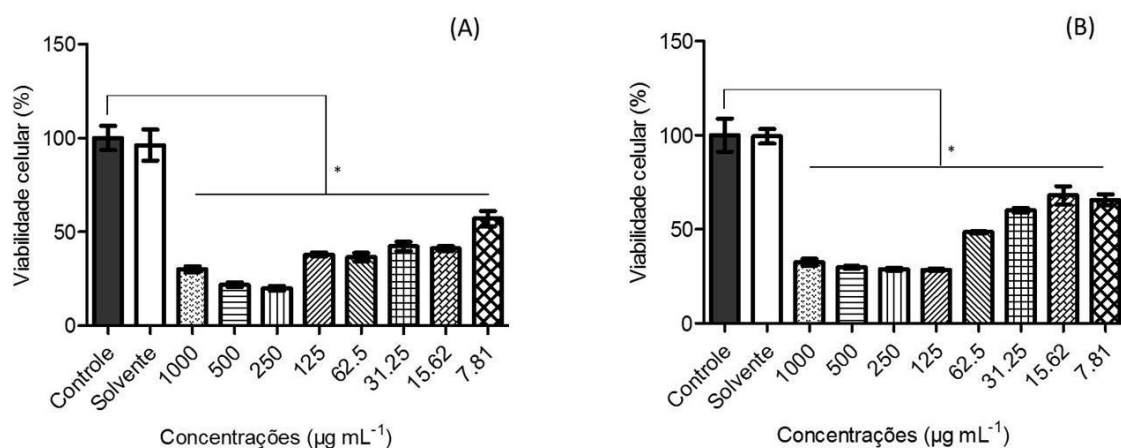 (A)
Viabilidade celular (%)
150
100
50
0
*
Controle
Solvente
1000
500
250
125
62.5
31.25
15.62
7.81
Concentrações (µg mL⁻¹)
(B)
Viabilidade celular (%)
150
100
50
0
*
Controle
Solvente
1000
500
250
125
62.5
31.25
15.62
7.81
Concentrações (µg mL⁻¹)